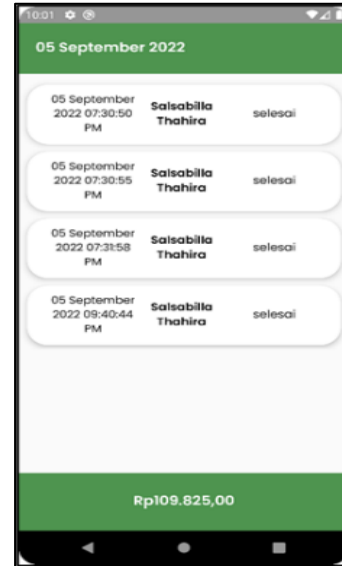 10:01
05 September 2022
05 September
2022 07:30:50
PM
Salsabilla
Thahira
selesai
05 September
2022 07:30:55
PM
Salsabilla
Thahira
selesai
05 September
2022 07:31:58
PM
Salsabilla
Thahira
selesai
05 September
2022 09:40:44
PM
Salsabilla
Thahira
selesai
Rp109.825,00